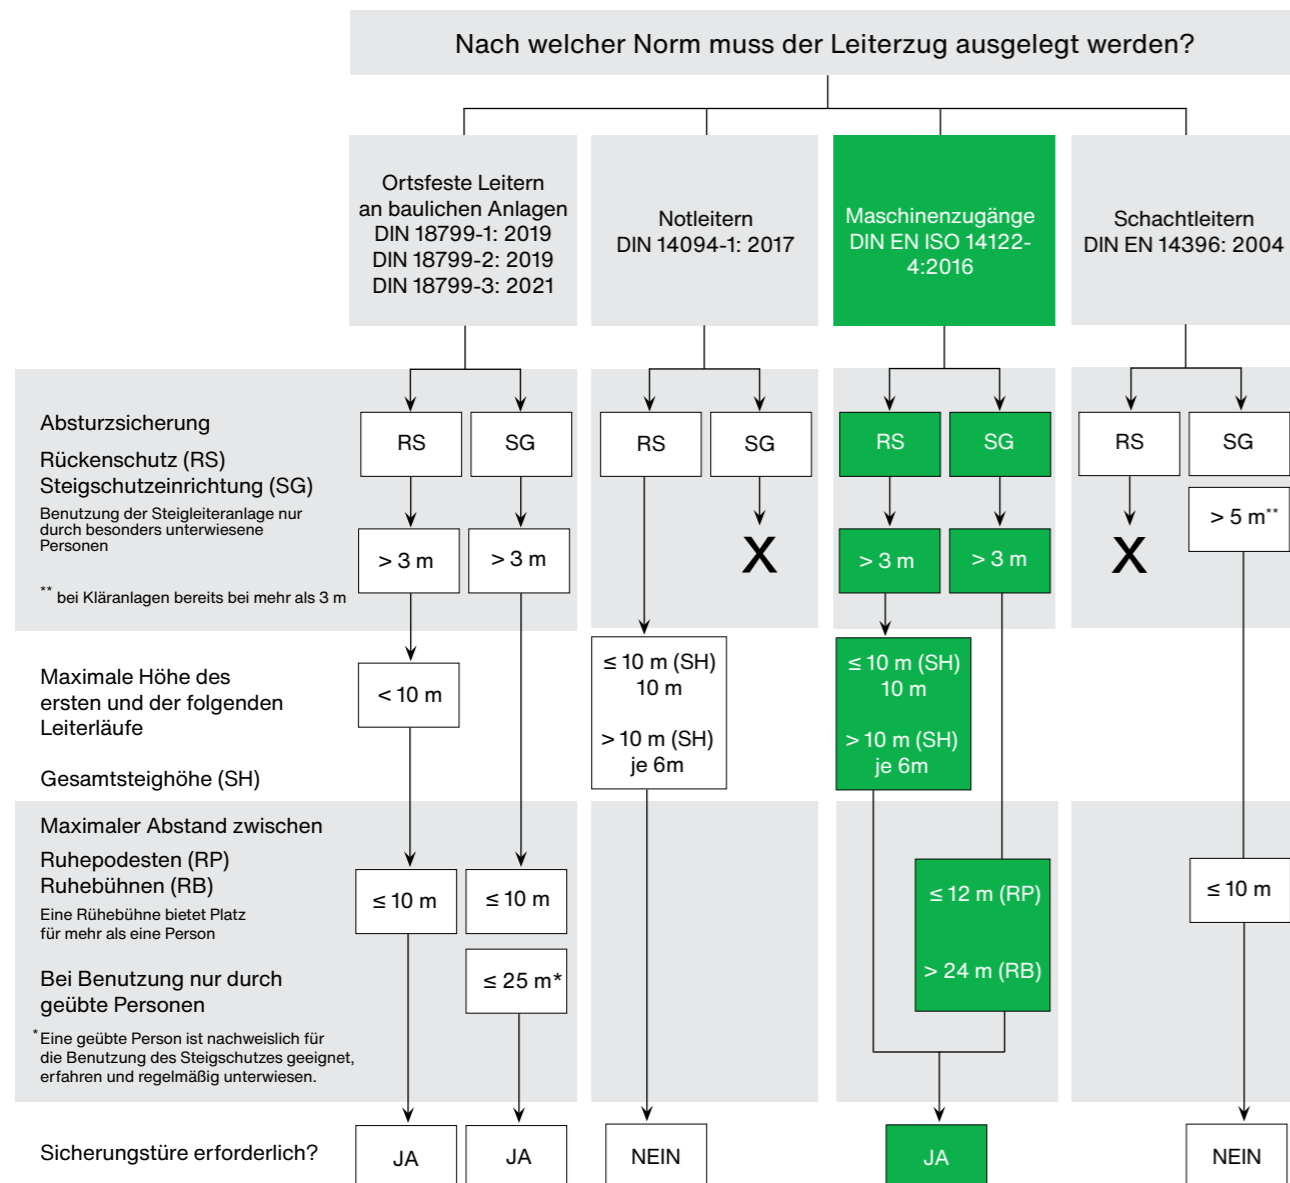 Nach welcher Norm muss der Leiterzug ausgelegt werden?
Ortsfeste Leitern
an baulichen Anlagen
DIN 18799-1: 2019
DIN 18799-2: 2019
DIN 18799-3: 2021
Notleitern
DIN 14094-1: 2017
Maschinenzugänge
DIN EN ISO 14122-
4:2016
Schachtleitern
DIN EN 14396: 2004
Absturzsicherung
Rückenschutz (RS)
Steigschutzeinrichtung (SG)
Benutzung der Steigleiteranlage nur
durch besonders unterwiesene
Personen
** bei Kläranlagen bereits bei mehr als 3 m
RS
SG
RS
SG
RS
SG
RS
SG
> 3 m
> 3 m
X
> 3 m
> 3 m
X
> 5 m**
Maximale Höhe des
ersten und der folgenden
Leiterläufe
Gesamtsteighöhe (SH)
< 10 m
≤ 10 m (SH)
10 m
> 10 m (SH)
je 6m
≤ 10 m (SH)
10 m
> 10 m (SH)
je 6m
Maximaler Abstand zwischen
Ruhepodesten (RP)
Ruhebühnen (RB)
Eine Rühebühne bietet Platz
für mehr als eine Person
Bei Benutzung nur durch
geübte Personen
* Eine geübte Person ist nachweislich für
die Benutzung des Steigschutzes geeignet,
erfahren und regelmäßig unterwiesen.
≤ 10 m
≤ 10 m
≤ 25 m*
≤ 12 m (RP)
> 24 m (RB)
≤ 10 m
Sicherungstüre erforderlich?
JA
JA
NEIN
JA
NEIN